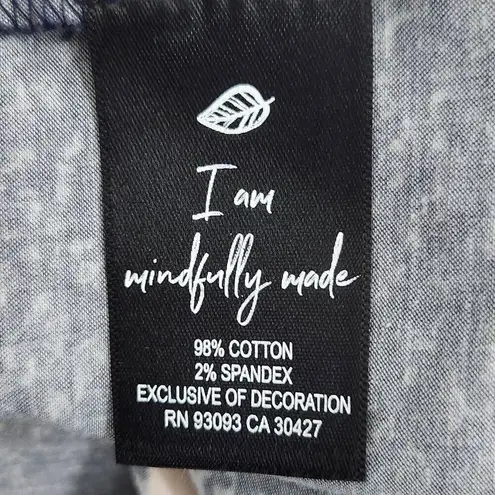 I am
mindfully made
98% COTTON
2% SPANDEX
EXCLUSIVE OF DECORATION
RN 93093 CA 30427